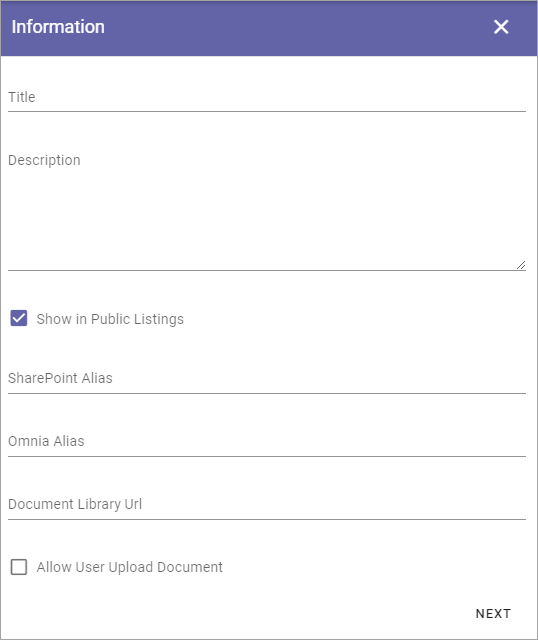 Information
Title
Description
Show in Public Listings
SharePoint Alias
Omnia Alias
Document Library Url
Allow User Upload Document
NEXT